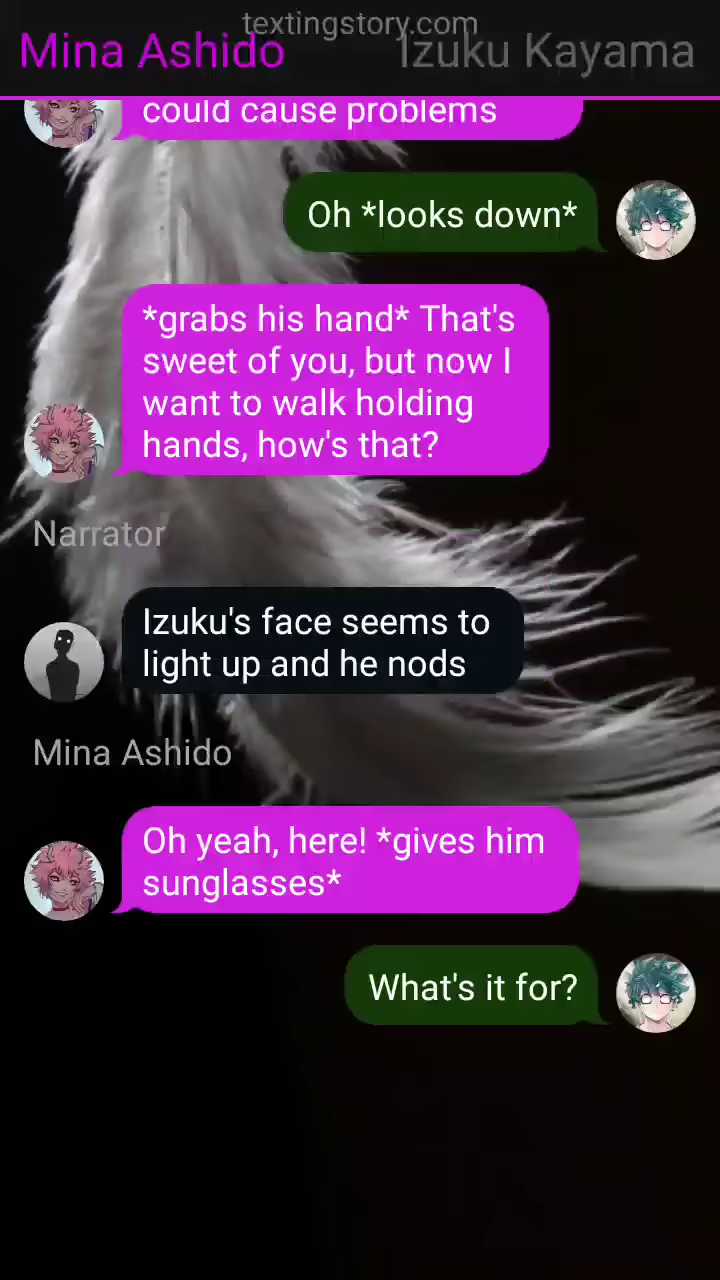 textingstory.com
Mina Ashido
Izuku Kayama
could cause problems
Oh *looks down*
*grabs his hand* That's
sweet of you, but now I
want to walk holding
hands, how's that?
Narrator
Izuku's face seems to
light up and he nods
Mina Ashido
Oh yeah, here! *gives him
sunglasses*
What's it for?